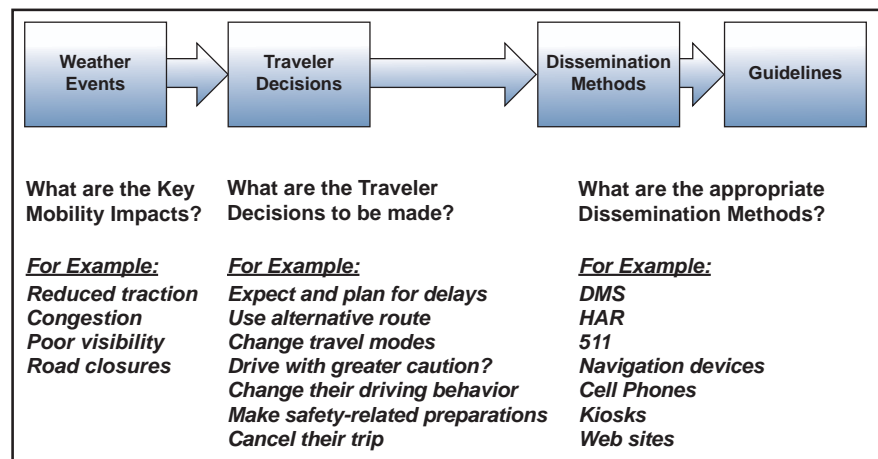 Weather
Events
Traveler
Decisions
Dissemination
Methods
Guidelines
What are the Key
Mobility Impacts?
For Example:
Reduced traction
Congestion
Poor visibility
Road closures
What are the Traveler
Decisions to be made?
For Example:
Expect and plan for delays
Use alternative route
Change travel modes
Drive with greater caution?
Change their driving behavior
Make safety-related preparations
Cancel their trip
What are the appropriate
Dissemination Methods?
For Example:
DMS
HAR
511
Navigation devices
Cell Phones
Kiosks
Web sites